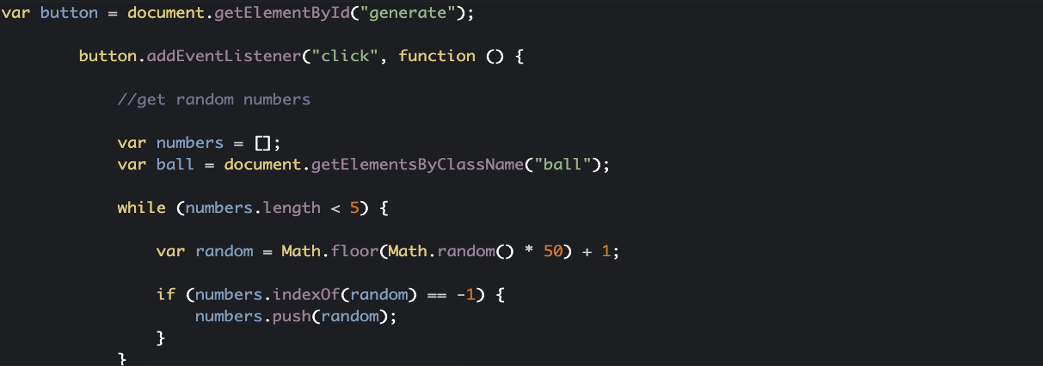 var button = document.getElementById("generate");
button.addEventListener("click", function () {
//get random numbers
var numbers = [];
var ball = document.getElementsByClassName("ball");
while (numbers.length < 5) {
var random = Math.floor(Math.random() * 50) + 1;
if (numbers.indexOf(random) == -1) {
numbers.push(random);
}
}